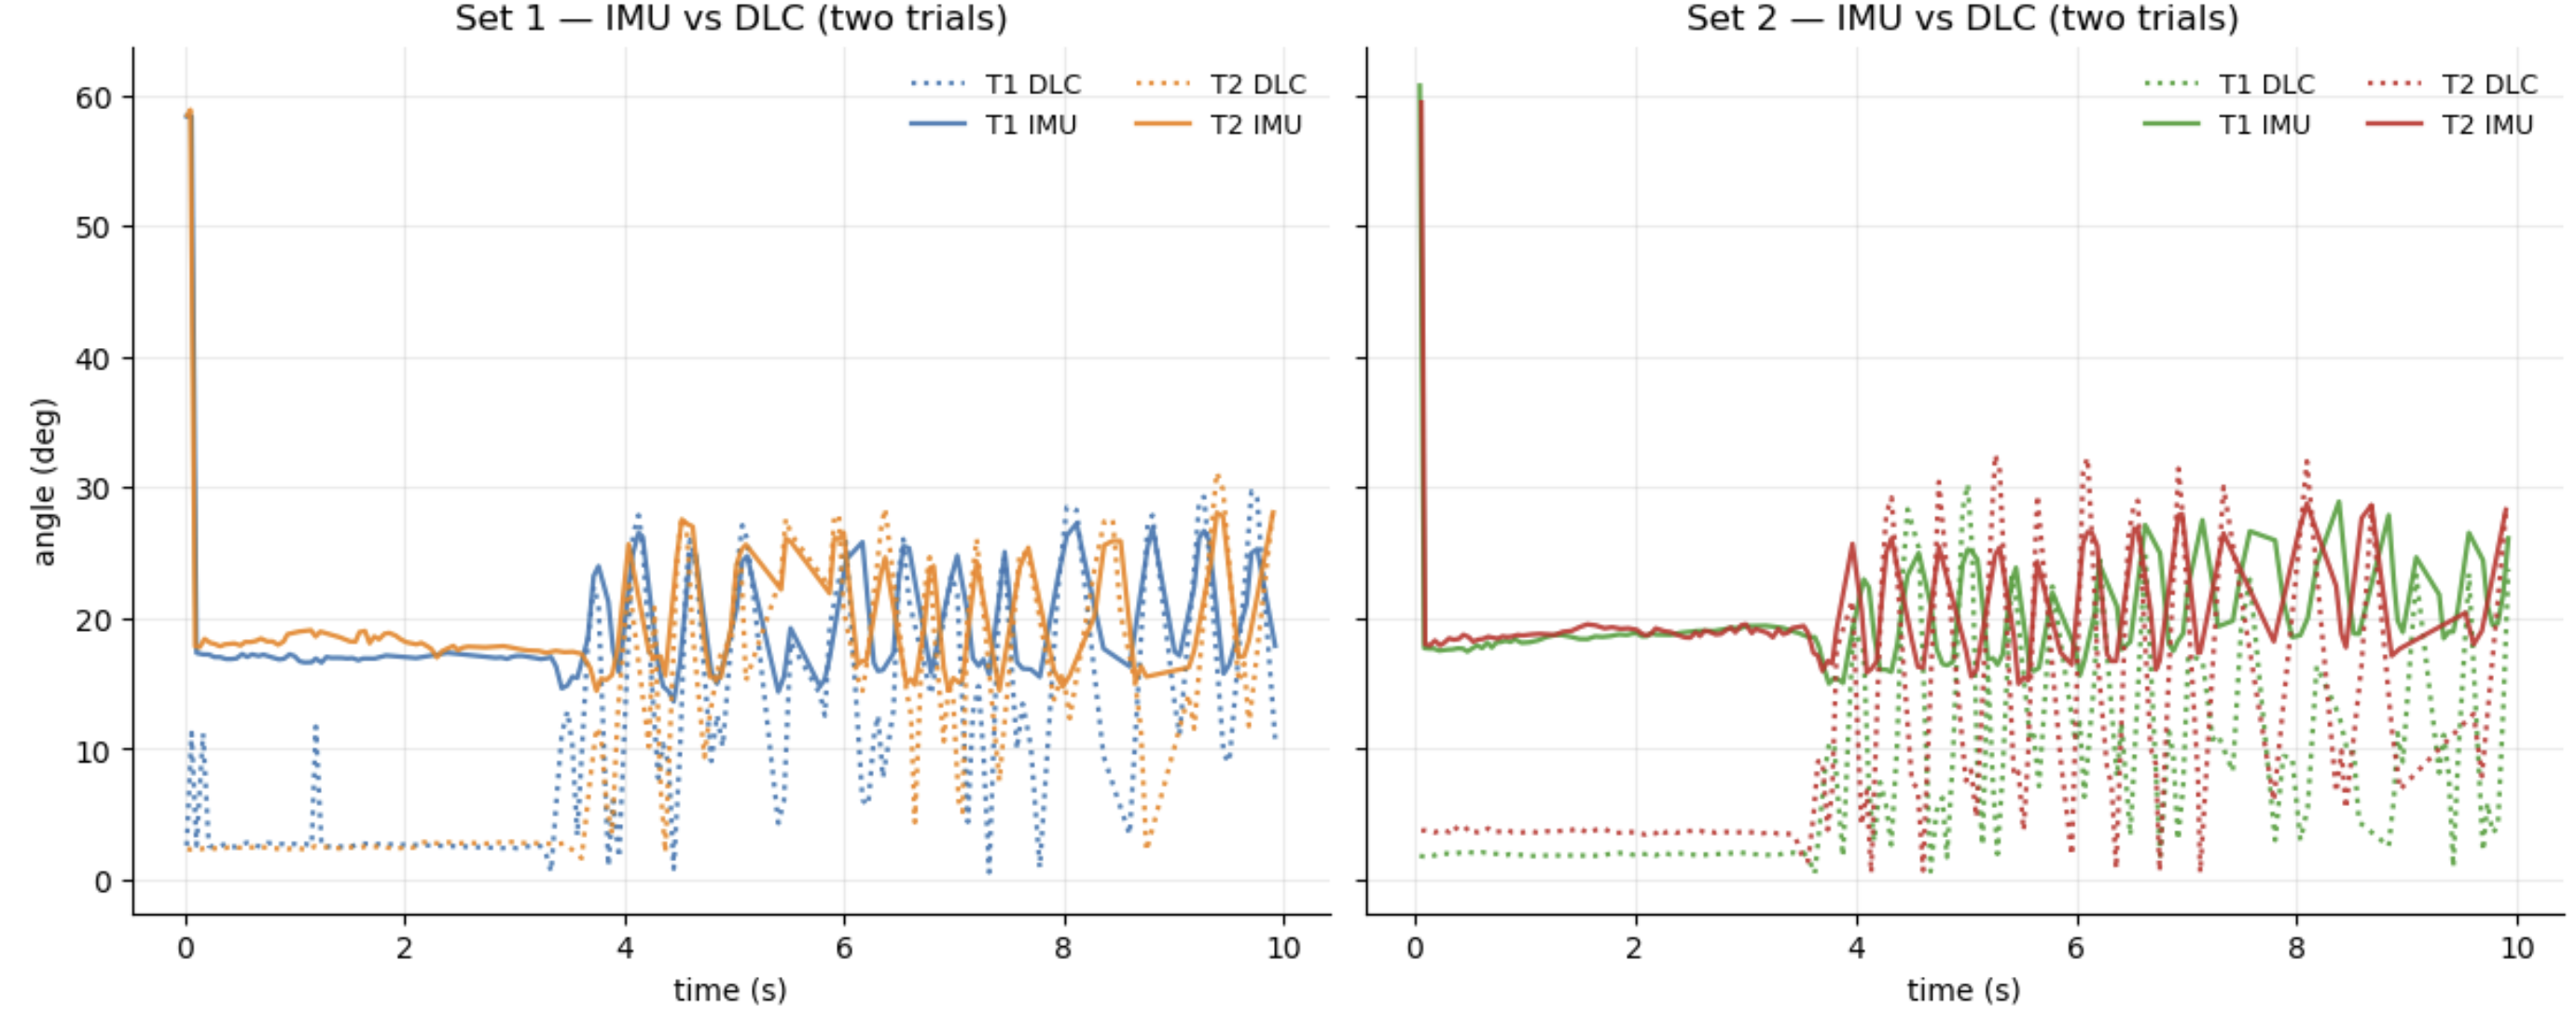 Set 1 — IMU vs DLC (two trials)
T1 DLC T2 DLC
T1 IMU T2 IMU
60
50
40
30
20
10
0
angle (deg)
0 2 4 6 8 10
time (s)
Set 2 — IMU vs DLC (two trials)
T1 DLC T2 DLC
T1 IMU T2 IMU
0 2 4 6 8 10
time (s)